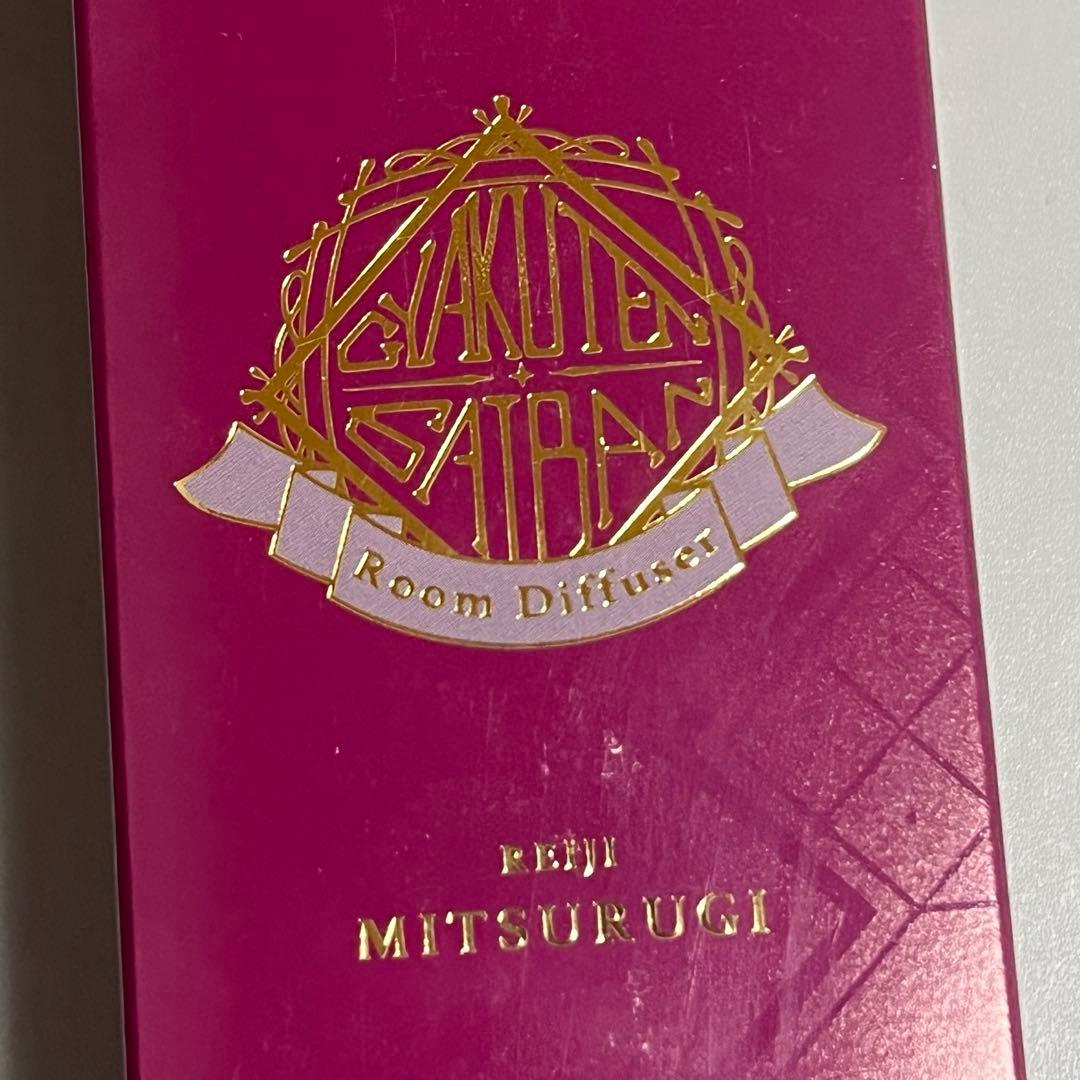 GYAKUTEN
SAIBAN
Room Diffuser
REIJI
MITSURUGI